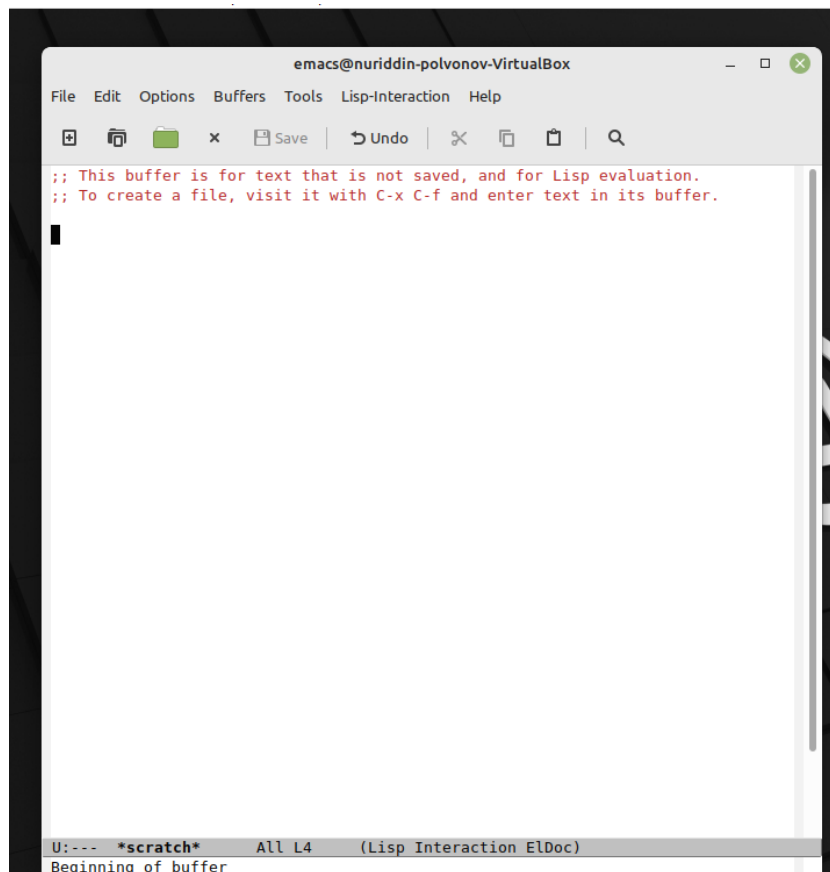 emacs@nuriddin-polvonov-VirtualBox
File Edit Options Buffers Tools Lisp-Interaction Help
Save Undo
;; This buffer is for text that is not saved, and for Lisp evaluation.
;; To create a file, visit it with C-x C-f and enter text in its buffer.
U:--- *scratch* All L4 (Lisp Interaction ElDoc)
Beginning of buffer